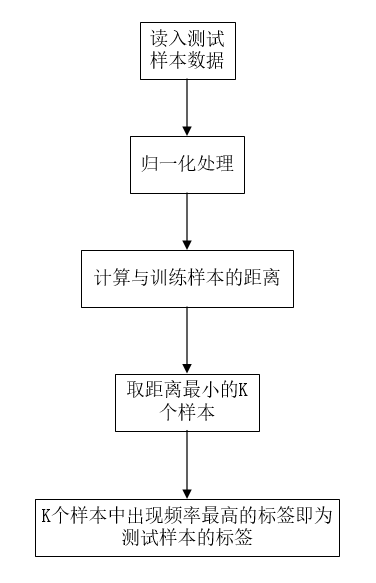 读入测试
样本数据
归一化处理
计算与训练样本的距离
取距离最小的K
个样本
K个样本中出现频率最高的标签即为
测试样本的标签